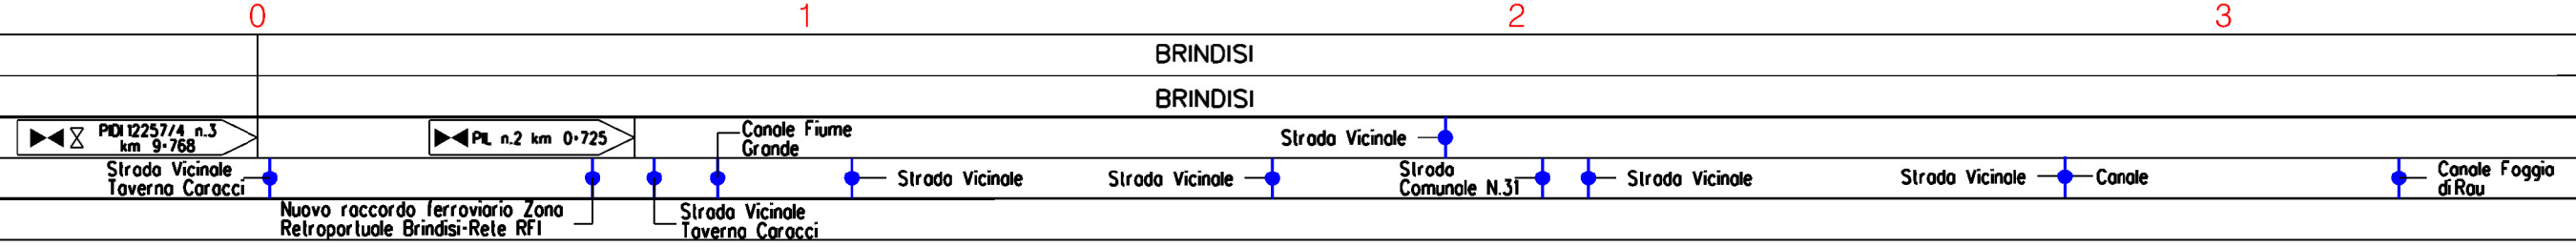 0 1 2 3
BRINDISI
BRINDISI
PIDI 12257/4 n.3
km 9+768
PIL n.2 km 0+725
Canale Fiume
Grande
Strada Vicinale
Strada Vicinale
Taverna Caracci
Strada Vicinale
Strada Vicinale
Strada
Comunale N.31
Strada Vicinale
Strada Vicinale
Canale
Canale Foggia
di Rau
Nuovo raccordo ferroviario Zona
Retroportuale Brindisi-Rete RFI
Strada Vicinale
Taverna Caracci